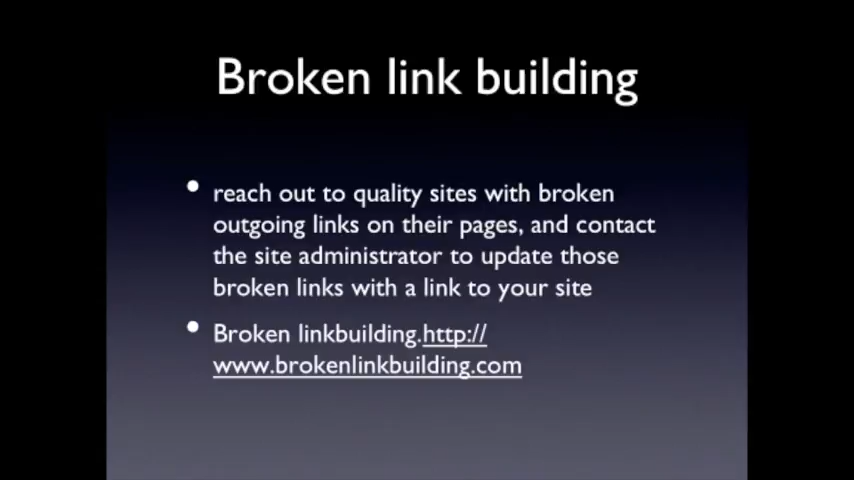 Broken link building
• reach out to quality sites with broken
outgoing links on their pages, and contact
the site administrator to update those
broken links with a link to your site
• Broken linkbuilding.http://
www.brokenlinkbuilding.com